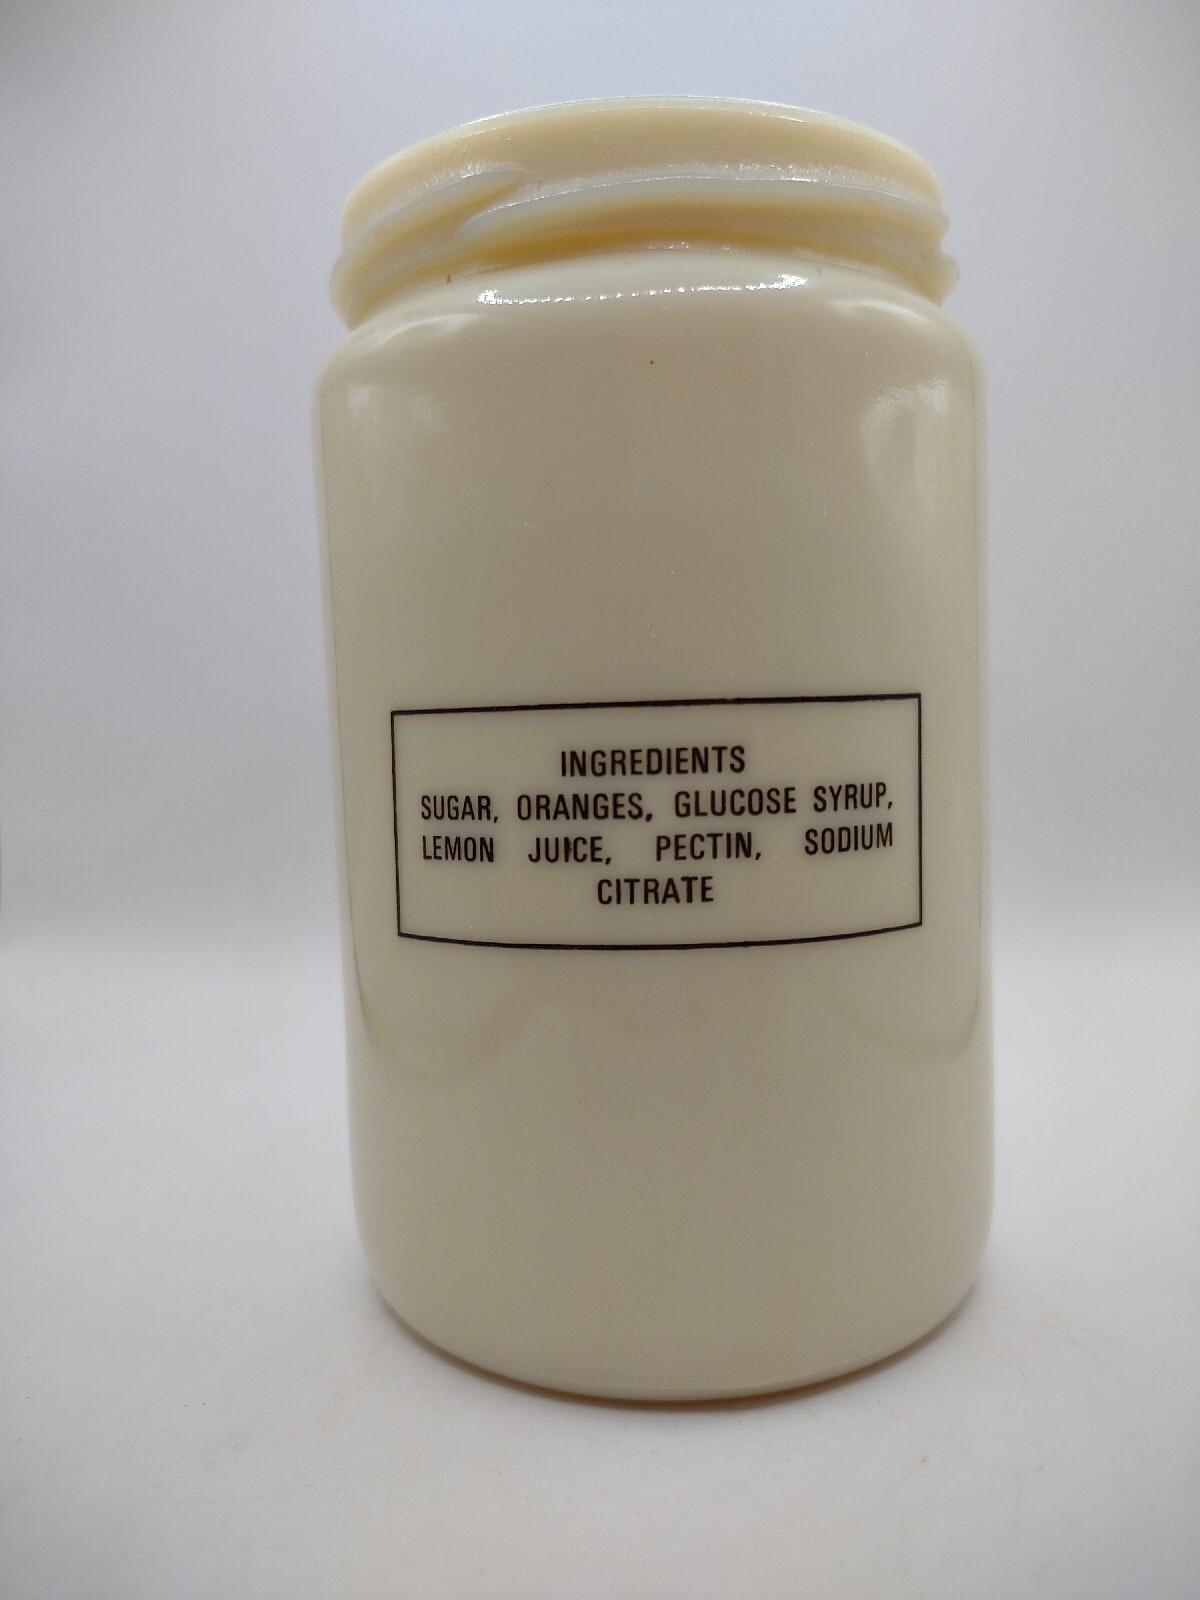 INGREDIENTS
SUGAR, ORANGES, GLUCOSE SYRUP,
LEMON JUICE, PECTIN, SODIUM
CITRATE